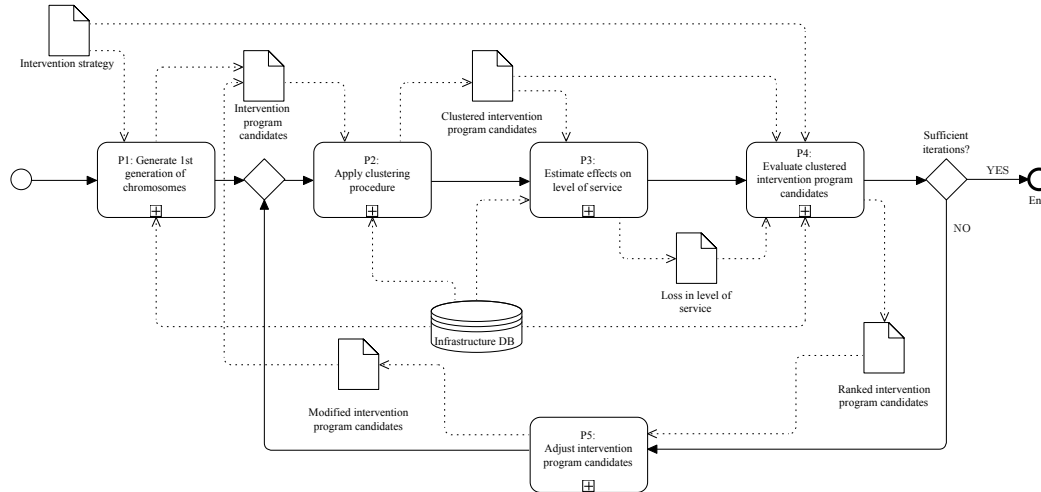 Intervention strategy
Intervention
program
candidates
Clustered intervention
program candidates
P1: Generate 1st
generation of
chromosomes
P2:
Apply clustering
procedure
P3:
Estimate effects on
level of service
P4:
Evaluate clustered
intervention program
candidates
Sufficient
iterations?
YES
En
NO
Loss in level of
service
Infrastructure DB
Ranked intervention
program candidates
Modified intervention
program candidates
P5:
Adjust intervention
program candidates